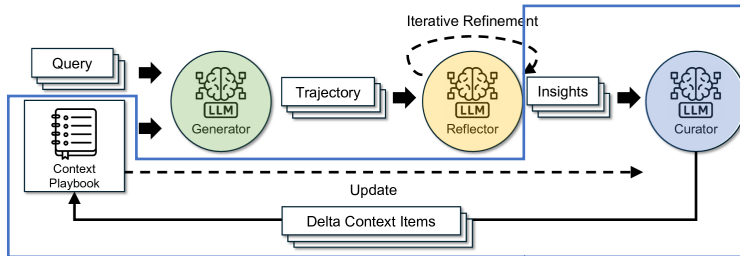 Iterative Refinement
Query
Trajectory
Insights
LLM
Generator
LLM
Reflector
LLM
Curator
Context
Playbook
Update
Delta Context Items